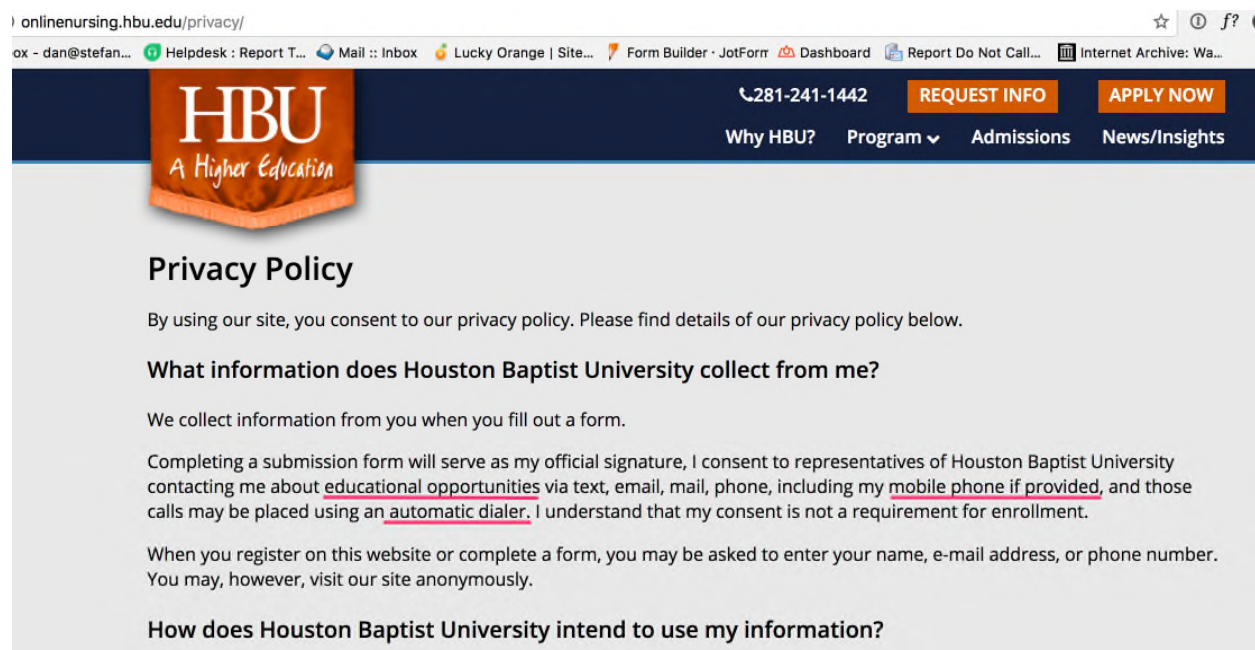 onlinenursing.hbu.edu/privacy/
f?
ox - dan@stefan... Helpdesk : Report T... Mail :: Inbox Lucky Orange | Site... Form Builder · JotForm Dashboard Report Do Not Call... Internet Archive: Wa...
HBU
A Higher Education
281-241-1442 REQUEST INFO APPLY NOW
Why HBU? Program Admissions News/Insights
Privacy Policy
By using our site, you consent to our privacy policy. Please find details of our privacy policy below.
What information does Houston Baptist University collect from me?
We collect information from you when you fill out a form.
Completing a submission form will serve as my official signature, I consent to representatives of Houston Baptist University
contacting me about educational opportunities via text, email, mail, phone, including my mobile phone if provided, and those
calls may be placed using an automatic dialer. I understand that my consent is not a requirement for enrollment.
When you register on this website or complete a form, you may be asked to enter your name, e-mail address, or phone number.
You may, however, visit our site anonymously.
How does Houston Baptist University intend to use my information?